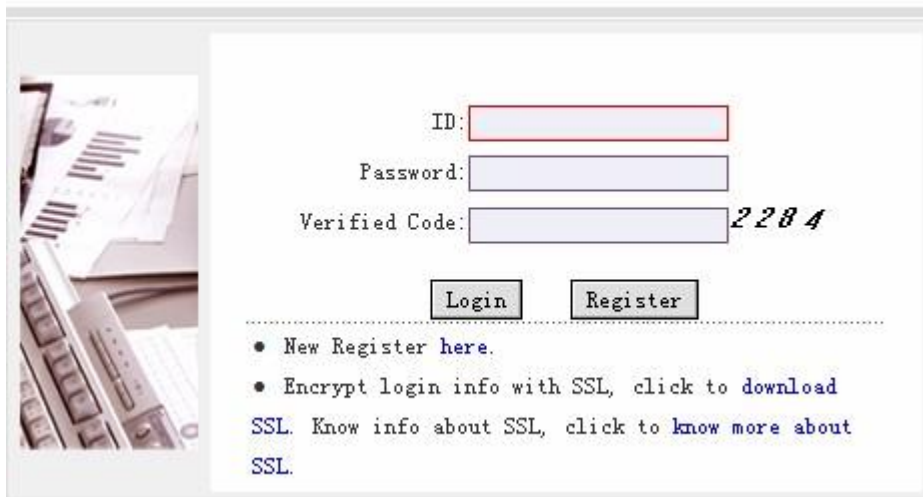 ID:
Password:
Verified Code: 2284
Login Register
• New Register here.
• Encrypt login info with SSL, click to download
SSL. Know info about SSL, click to know more about
SSL.